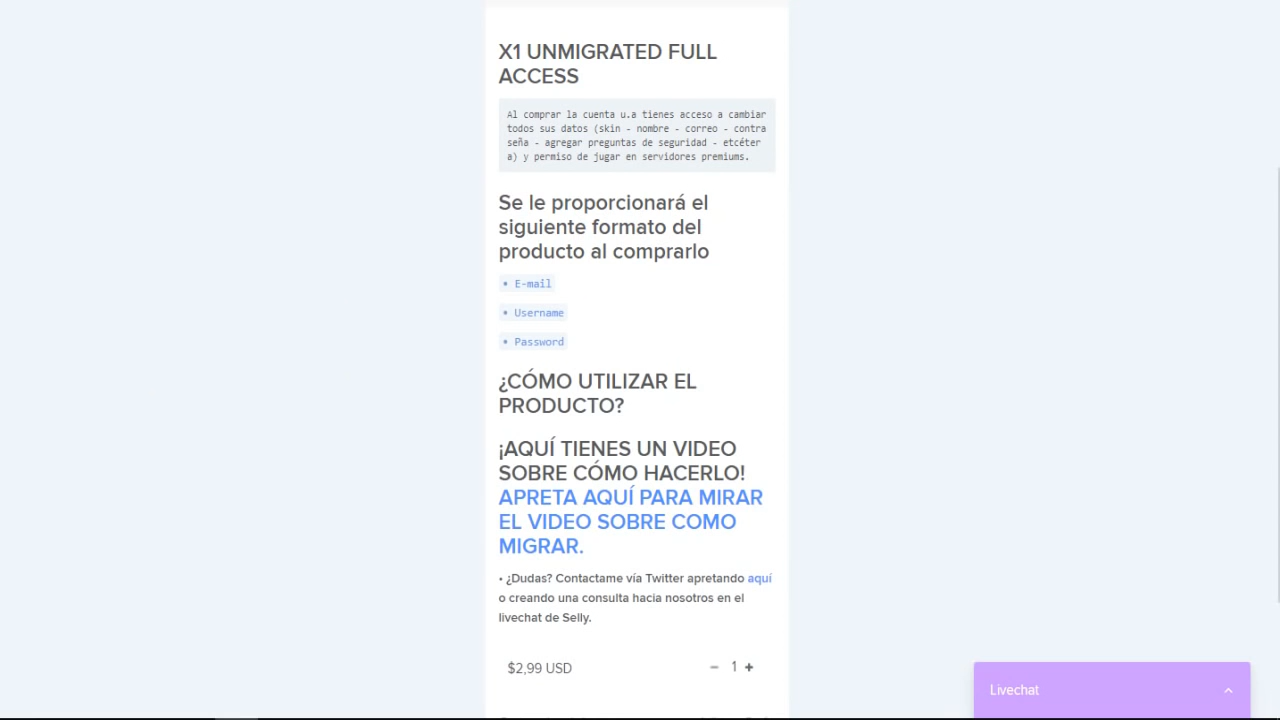 X1 UNMIGRATED FULL
ACCESS
Al comprar la cuenta u.a tienes acceso a cambiar
todos sus datos (skin - nombre - correo - contra
seña - agregar preguntas de seguridad - etcéter
a) y permiso de jugar en servidores premiums.
Se le proporcionará el
siguiente formato del
producto al comprarlo
• E-mail
• Username
• Password
¿CÓMO UTILIZAR EL
PRODUCTO?
¡AQUÍ TIENES UN VIDEO
SOBRE CÓMO HACERLO!
APRETA AQUÍ PARA MIRAR
EL VIDEO SOBRE COMO
MIGRAR.
• ¿Dudas? Contactame vía Twitter apretando aquí
o creando una consulta hacia nosotros en el
livechat de Selly.
$2,99 USD − 1 +
Livechat